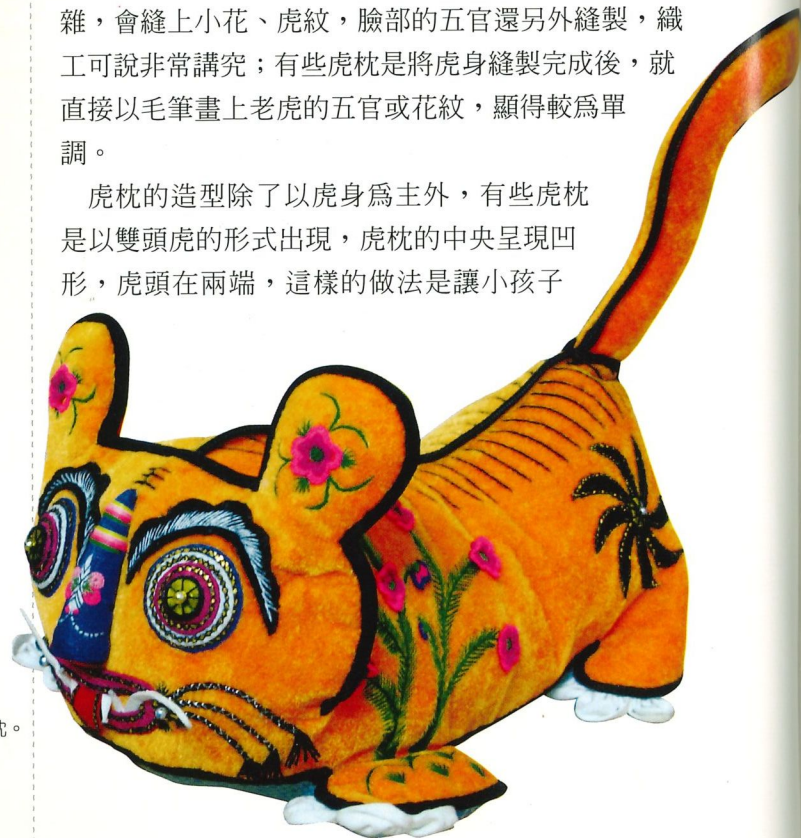 雜，會縫上小花、虎紋，臉部的五官還另外縫製，織
工可說非常講究；有些虎枕是將虎身縫製完成後，就
直接以毛筆畫上老虎的五官或花紋，顯得較爲單
調。
虎枕的造型除了以虎身爲主外，有些虎枕
是以雙頭虎的形式出現，虎枕的中央呈現凹
形，虎頭在兩端，這樣的做法是讓小孩子
。